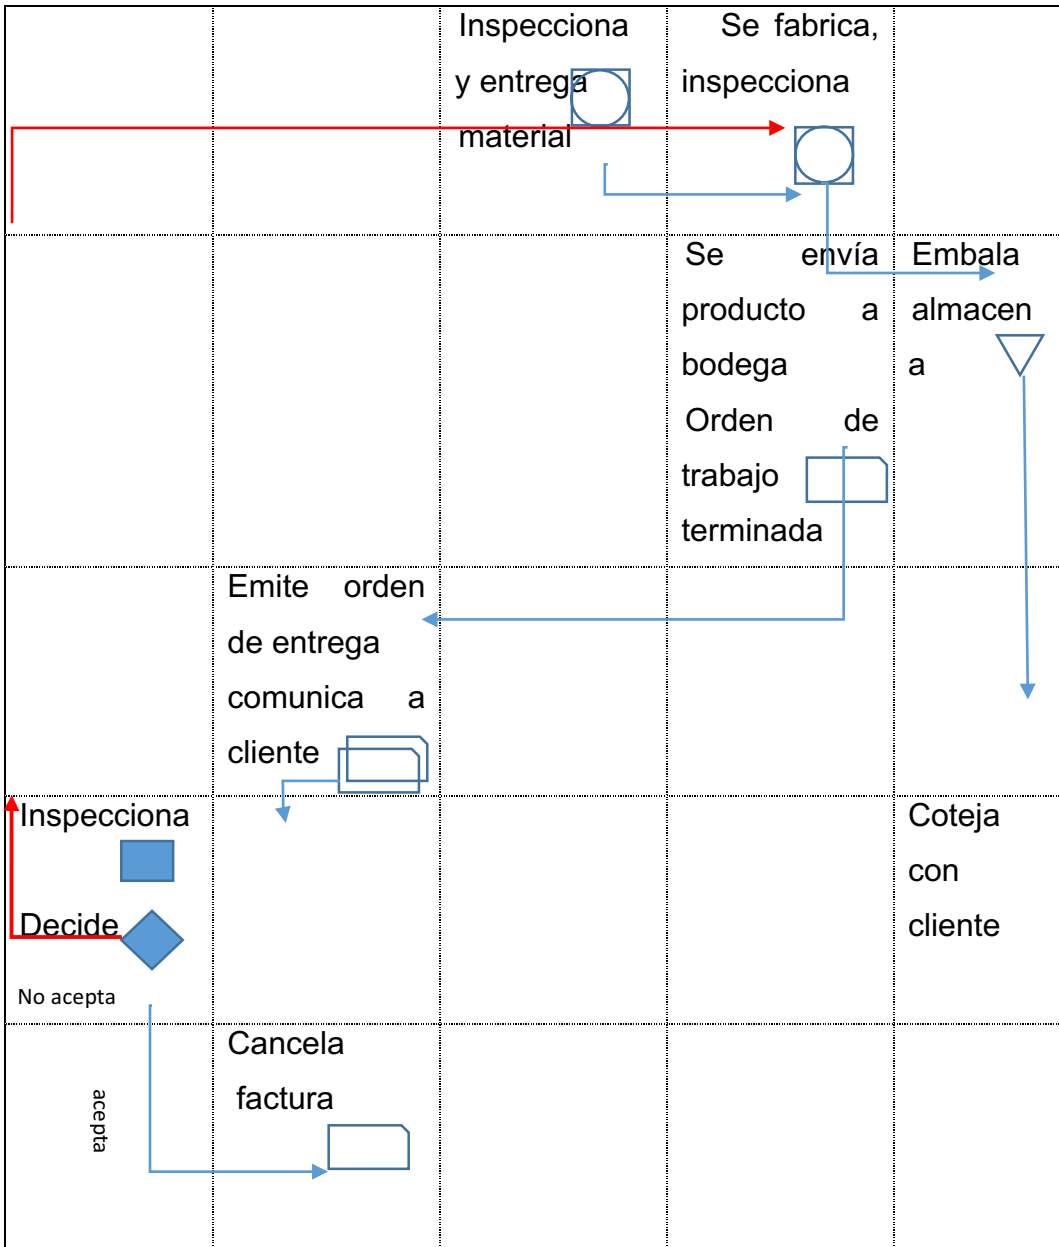 Inspecciona
y entrega
material
Se fabrica,
inspecciona
Se envía
producto a
bodega
Orden de
trabajo
terminada
Embala
almacen
a
Emite orden
de entrega
comunica a
cliente
Inspecciona
Decide
No acepta
Coteja
con
cliente
acepta
Cancela
factura